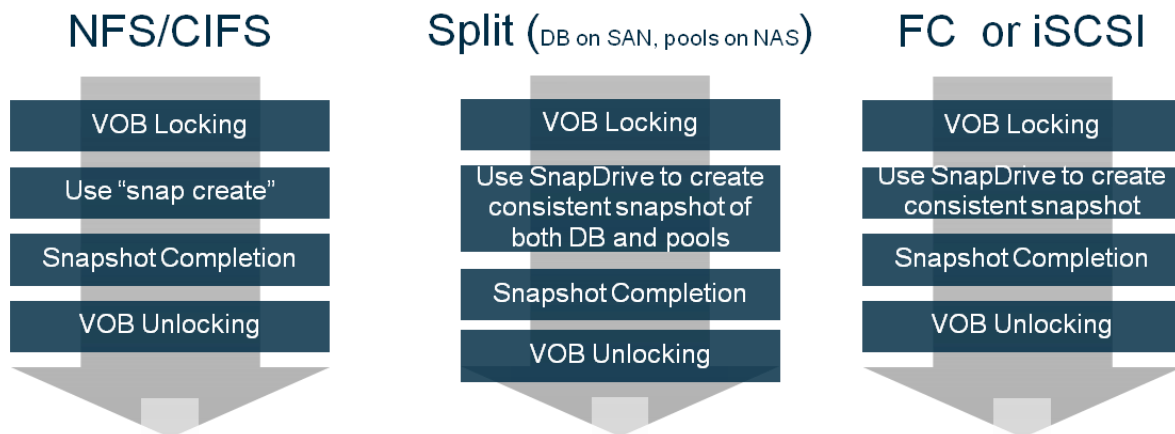 NFS/CIFS
VOB Locking
Use “snap create”
Snapshot Completion
VOB Unlocking
Split (DB on SAN, pools on NAS)
VOB Locking
Use SnapDrive to create
consistent snapshot of
both DB and pools
Snapshot Completion
VOB Unlocking
FC or iSCSI
VOB Locking
Use SnapDrive to create
consistent snapshot
Snapshot Completion
VOB Unlocking